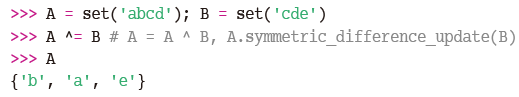 >>> A = set('abcd'); B = set('cde')
>>> A ^= B # A = A ^ B, A.symmetric_difference_update(B)
>>> A
{'b', 'a', 'e'}